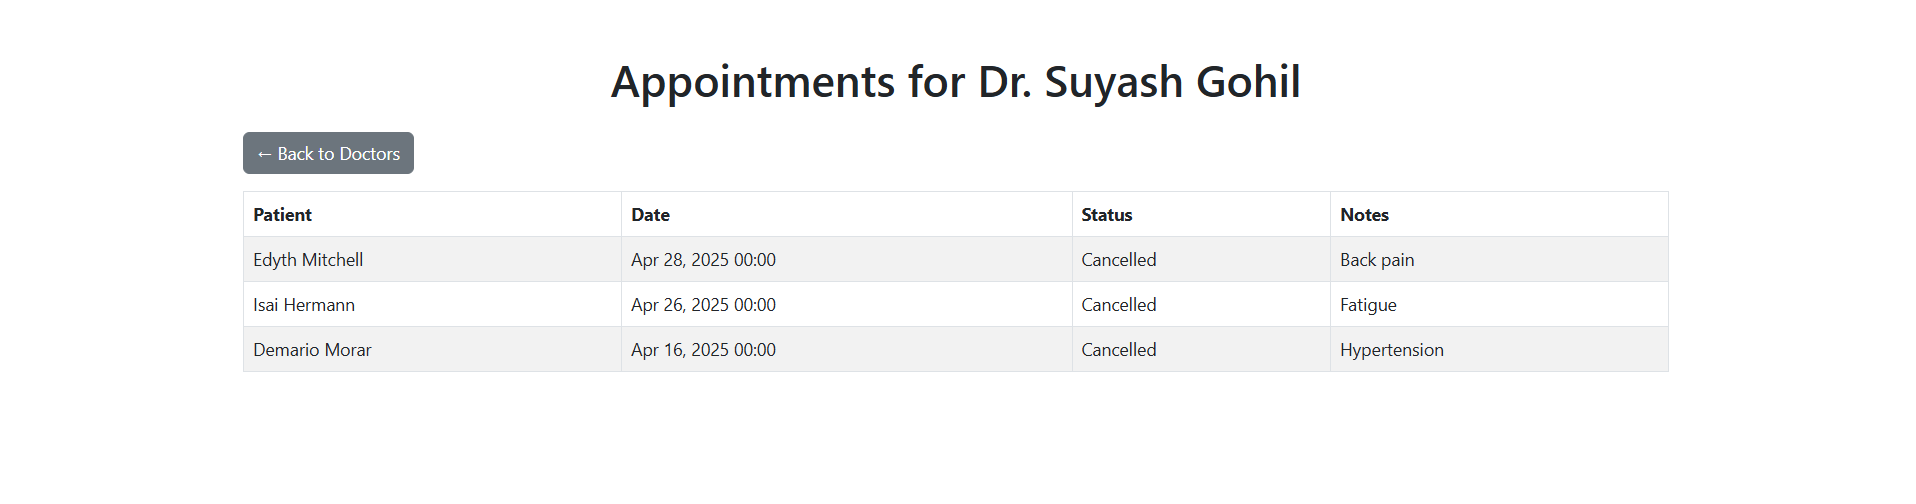 Appointments for Dr. Suyash Gohil
← Back to Doctors
Patient Date Status Notes
Edyth Mitchell Apr 28, 2025 00:00 Cancelled Back pain
Isai Hermann Apr 26, 2025 00:00 Cancelled Fatigue
Demario Morar Apr 16, 2025 00:00 Cancelled Hypertension